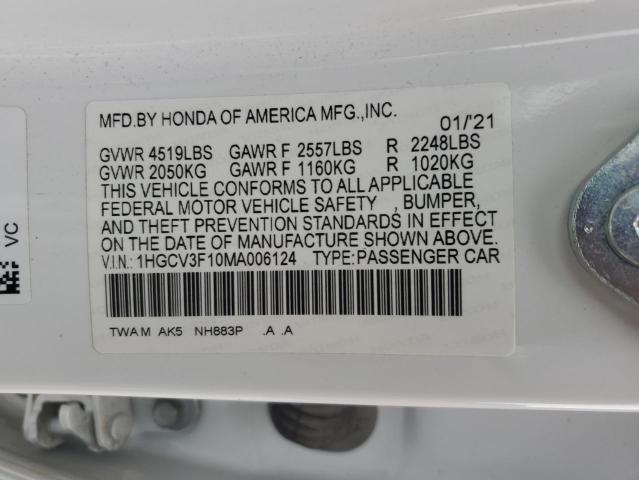 MFD.BY HONDA OF AMERICA MFG.,INC. 01/'21
GVWR 4519LBS GAWR F 2557LBS R 2248LBS
GVWR 2050KG GAWR F 1160KG R 1020KG
THIS VEHICLE CONFORMS TO ALL APPLICABLE
FEDERAL MOTOR VEHICLE SAFETY , BUMPER,
AND THEFT PREVENTION STANDARDS IN EFFECT
ON THE DATE OF MANUFACTURE SHOWN ABOVE.
V.I.N.: 1HGCV3F10MA006124 TYPE:PASSENGER CAR
TWA M AK5 NH883P .A .A
VC